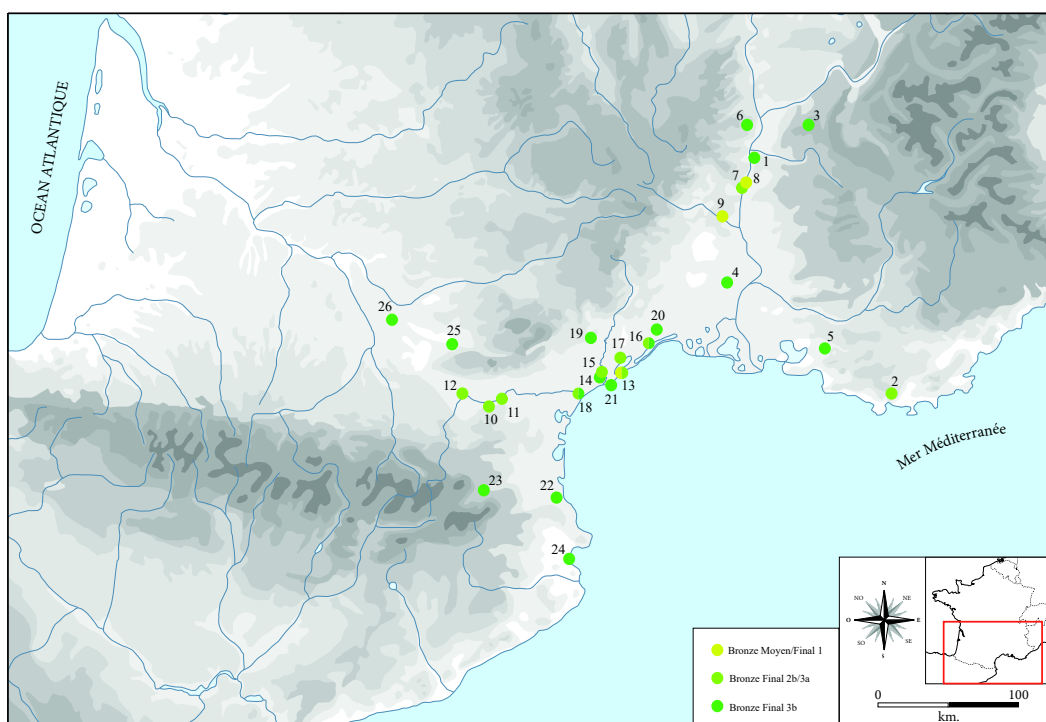 OCEAN ATLANTIQUE
6
3
1
7
8
9
4
26
20
19
16
25
17
5
15
12
14
13
2
11
18
21
10
Mer Méditerranée
23
22
24
N
NO
NE
O
E
SO
SE
S
Bronze Moyen/Final 1
Bronze Final 2b/3a
Bronze Final 3b
0
100
km.